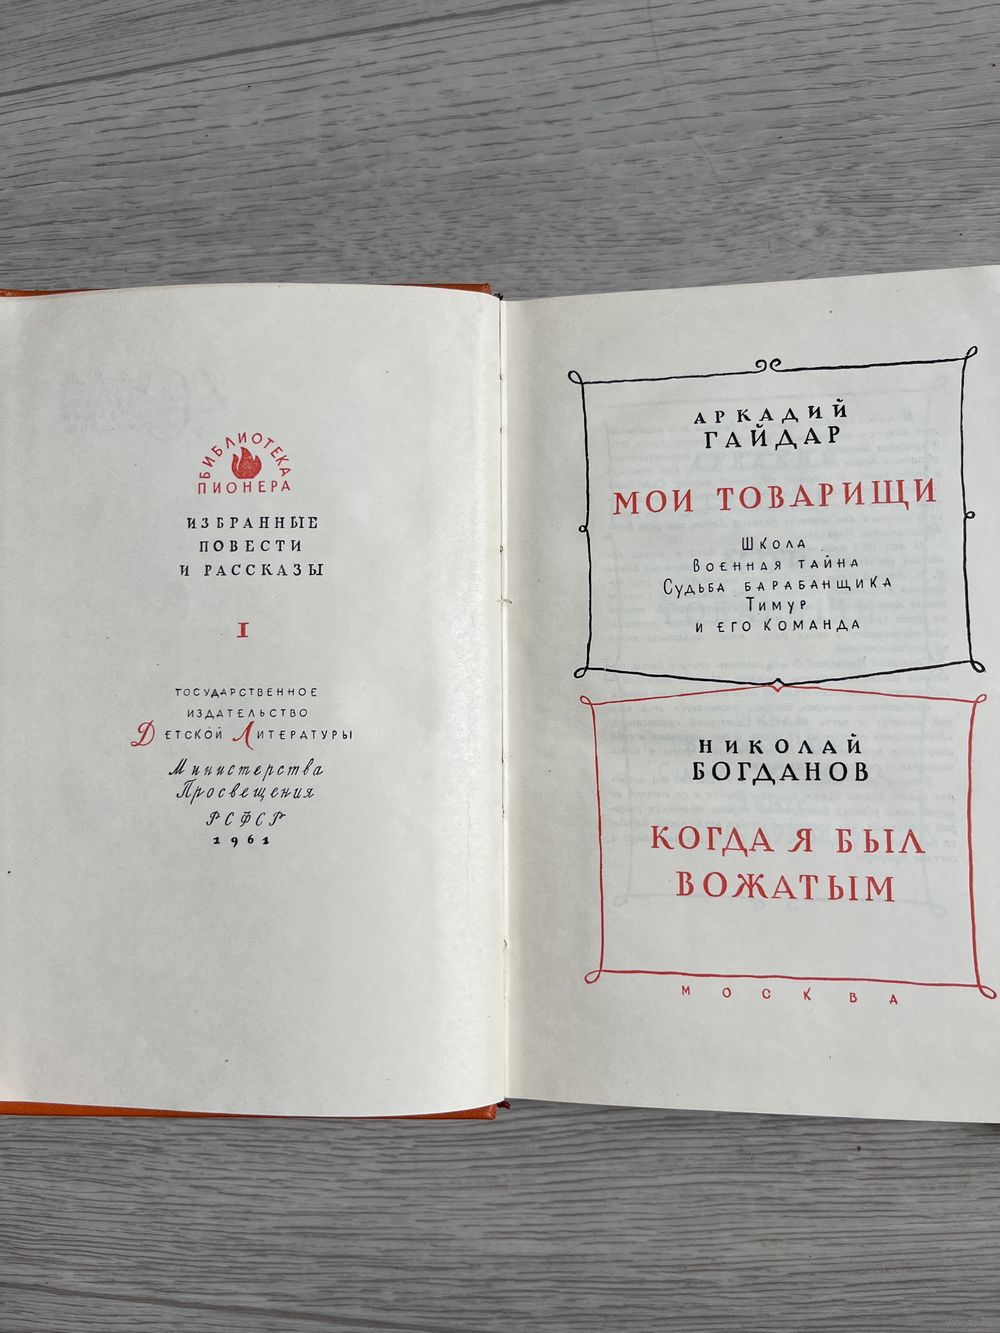 БИБЛИОТЕКА
ПИОНЕРА
ИЗБРАННЫЕ
ПОВЕСТИ
И РАССКАЗЫ
I
ГОСУДАРСТВЕННОЕ
ИЗДАТЕЛЬСТВО
ДЕТСКОЙ ЛИТЕРАТУРЫ
Министерства
Просвещения
РСФСР
1961
АРКАДИЙ
ГАЙДАР
МОИ ТОВАРИЩИ
ШКОЛА
ВОЕННАЯ ТАЙНА
СУДЬБА БАРАБАНЩИКА
ТИМУР
И ЕГО КОМАНДА
НИКОЛАЙ
БОГДАНОВ
КОГДА Я БЫЛ
ВОЖАТЫМ
МОСКВА